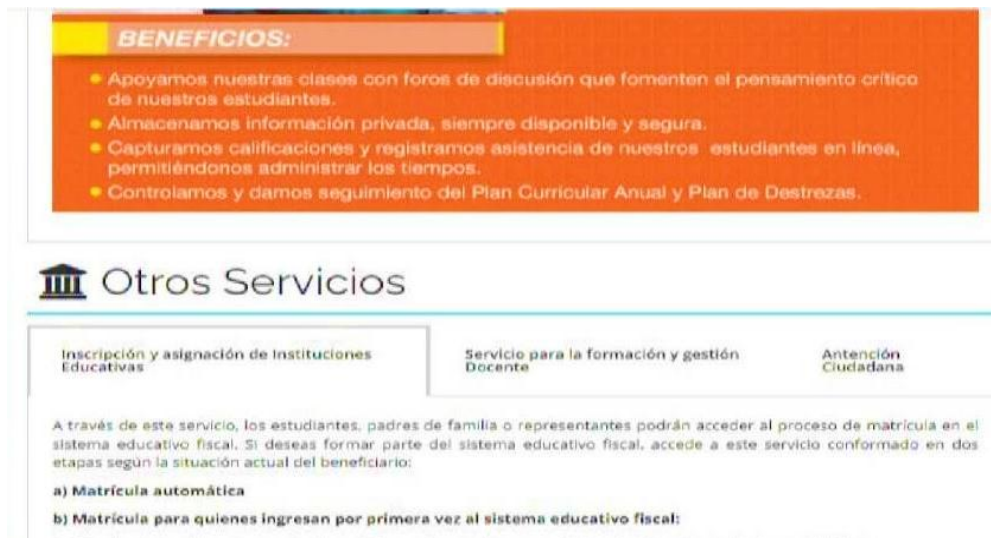 BENEFICIOS:
Apoyamos nuestras clases con foros de discusión que fomenten el pensamiento crítico
de nuestros estudiantes.
Almacenamos información privada, siempre disponible y segura.
Capturamos calificaciones y registramos asistencia de nuestros estudiantes en línea,
permitiéndonos administrar los tiempos.
Controlamos y damos seguimiento del Plan Curricular Anual y Plan de Destrezas.
Otros Servicios
Inscripción y asignación de Instituciones
Educativas
Servicio para la formación y gestión
Docente
Antención
Ciudadana
A través de este servicio, los estudiantes, padres de familia o representantes podrán acceder al proceso de matrícula en el
sistema educativo fiscal. Si deseas formar parte del sistema educativo fiscal, accede a este servicio conformado en dos
etapas según la situación actual del beneficiario:
a) Matrícula automática
b) Matrícula para quienes ingresan por primera vez al sistema educativo fiscal: